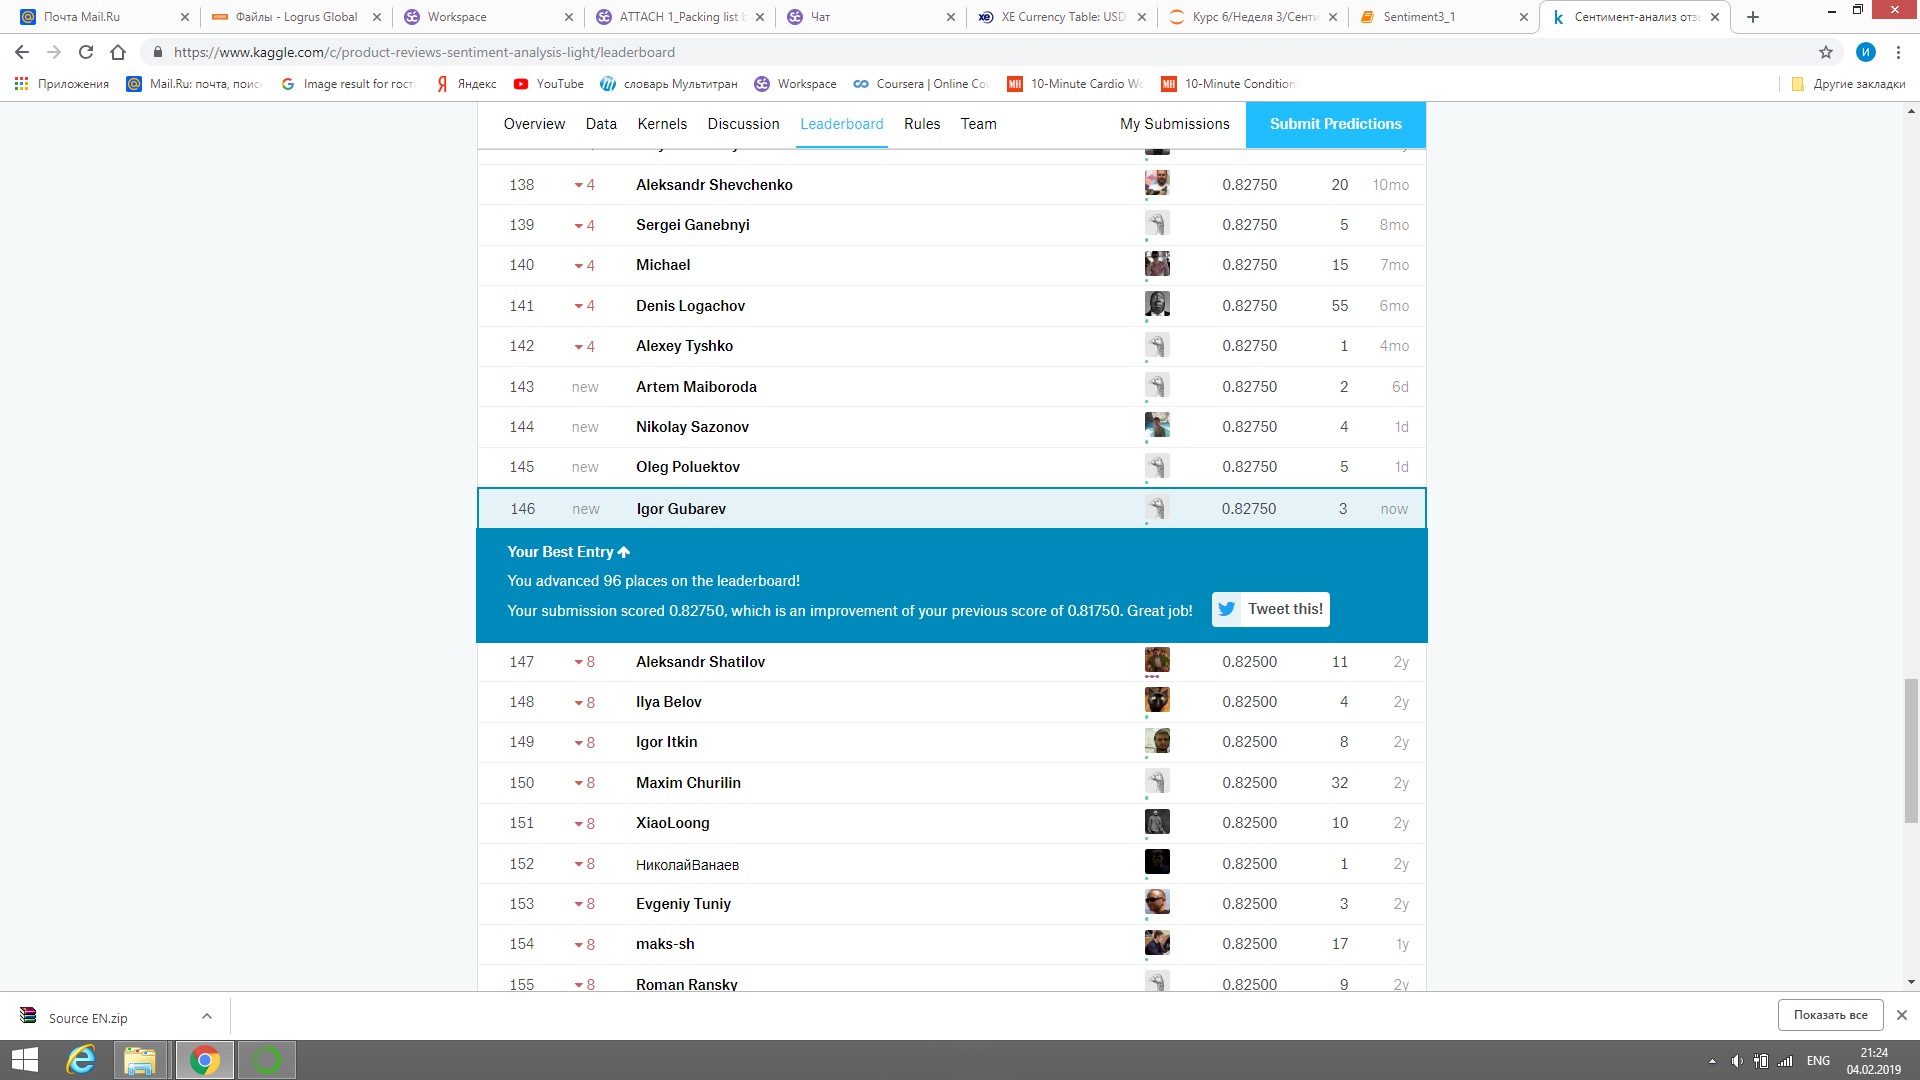 Почта Mail.Ru
Файлы - Logrus Global
Workspace
ATTACH 1_Packing list b
Чат
XE Currency Table: USD
Курс 6/Неделя 3/Сенти
Sentiment3_1
Сентимент-анализ отзы
https://www.kaggle.com/c/product-reviews-sentiment-analysis-light/leaderboard
И
Приложения
Mail.Ru: почта, поис
Image result for гост
Яндекс
YouTube
словарь Мультитран
Workspace
Coursera | Online Co
10-Minute Cardio Wo
10-Minute Condition
Другие закладки
Overview Data Kernels Discussion Leaderboard Rules Team My Submissions Submit Predictions
138 4 Aleksandr Shevchenko 0.82750 20 10mo
139 4 Sergei Ganebnyi 0.82750 5 8mo
140 4 Michael 0.82750 15 7mo
141 4 Denis Logachov 0.82750 55 6mo
142 4 Alexey Tyshko 0.82750 1 4mo
143 new Artem Maiboroda 0.82750 2 6d
144 new Nikolay Sazonov 0.82750 4 1d
145 new Oleg Poluektov 0.82750 5 1d
146 new Igor Gubarev 0.82750 3 now
Your Best Entry
You advanced 96 places on the leaderboard!
Your submission scored 0.82750, which is an improvement of your previous score of 0.81750. Great job! Tweet this!
147 8 Aleksandr Shatilov 0.82500 11 2y
148 8 Ilya Belov 0.82500 4 2y
149 8 Igor Itkin 0.82500 8 2y
150 8 Maxim Churilin 0.82500 32 2y
151 8 XiaoLoong 0.82500 10 2y
152 8 НиколайВанаев 0.82500 1 2y
153 8 Evgeniy Tuniy 0.82500 3 2y
154 8 maks-sh 0.82500 17 1y
155 8 Roman Ransky 0.82500 9 2y
Source EN.zip
Показать все
ENG
21:24
04.02.2019